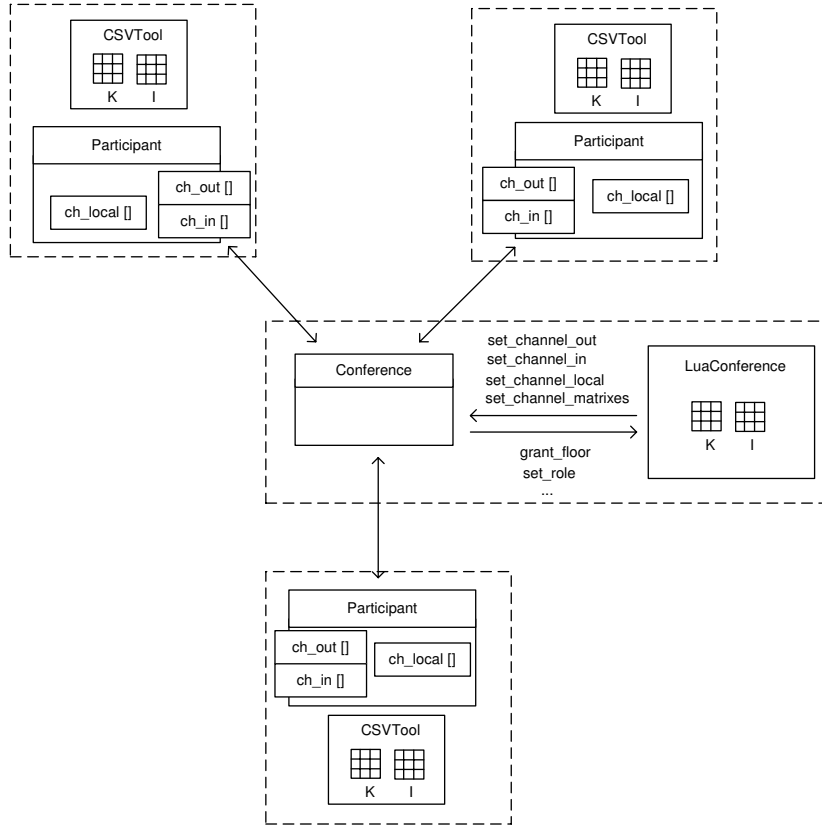 CSVTool
K I
Participant
ch_out []
ch_local []
ch_in []
CSVTool
K I
Participant
ch_out []
ch_local []
ch_in []
set_channel_out
set_channel_in
set_channel_local
set_channel_matrixes
Conference
LuaConference
K I
grant_floor
set_role
...
Participant
ch_out []
ch_local []
ch_in []
CSVTool
K I